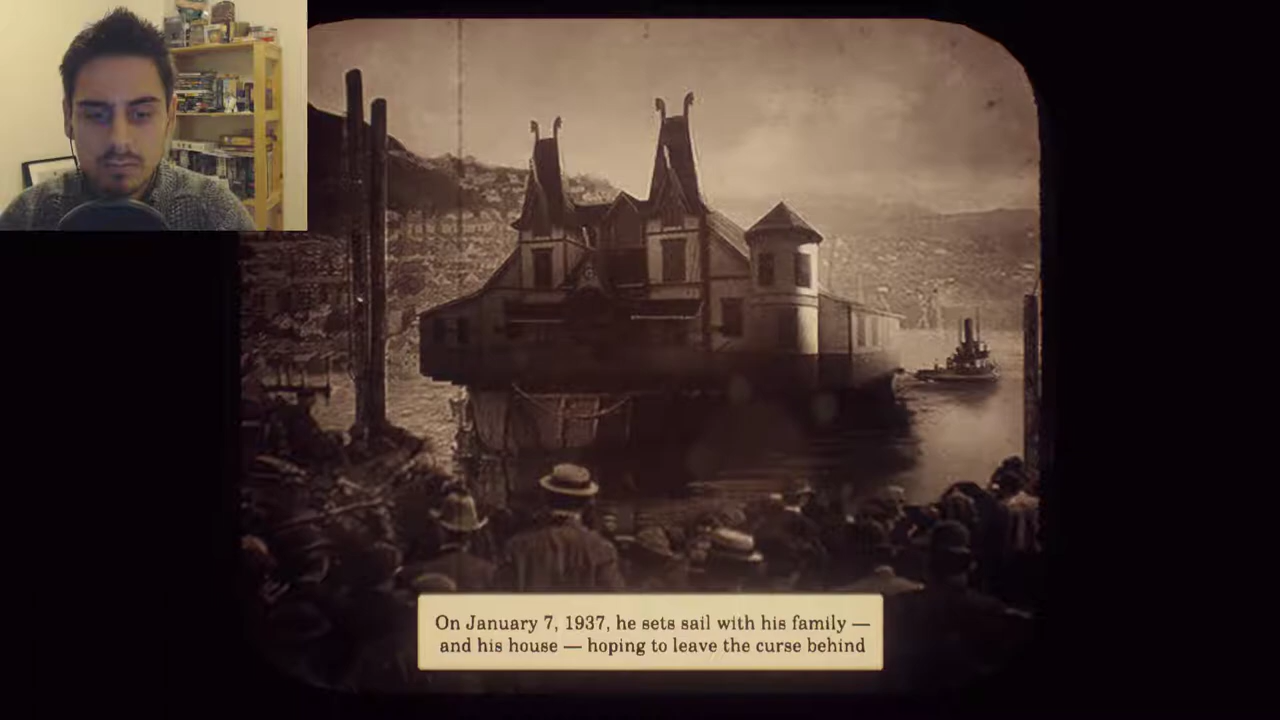 On January 7, 1937, he sets sail with his family —
and his house — hoping to leave the curse behind